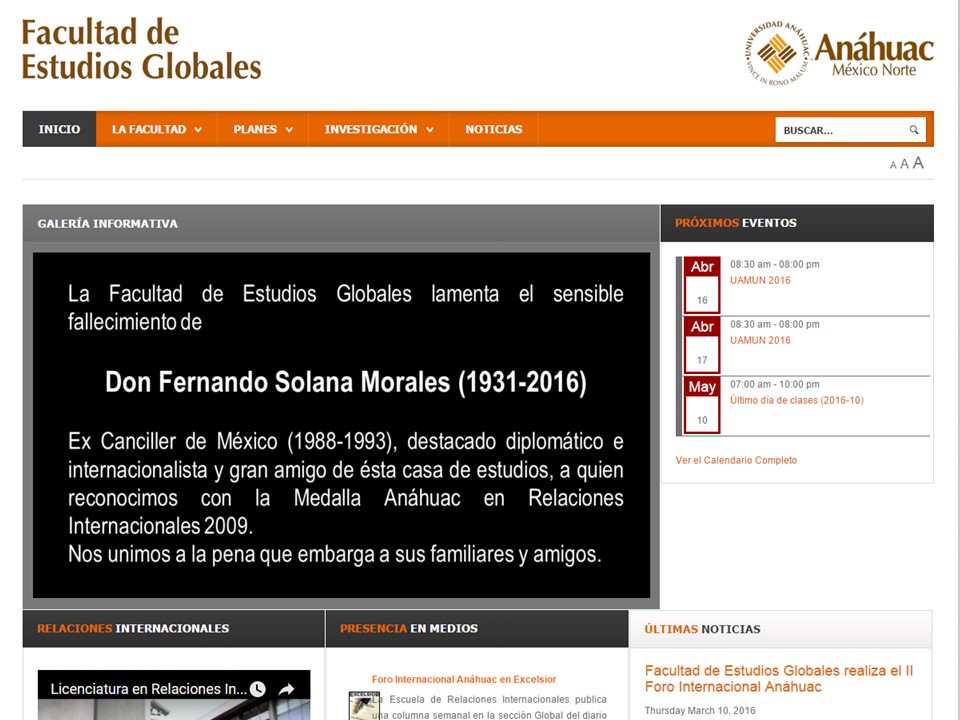 Facultad de
Estudios Globales
UNIVERSIDAD ANÁHUAC
VINCE IN BONO MALUM
Anáhuac
México Norte
INICIO
LA FACULTAD
PLANES
INVESTIGACIÓN
NOTICIAS
BUSCAR...
A A A
GALERÍA INFORMATIVA
La Facultad de Estudios Globales lamenta el sensible
fallecimiento de
Don Fernando Solana Morales (1931-2016)
Ex Canciller de México (1988-1993), destacado diplomático e
internacionalista y gran amigo de ésta casa de estudios, a quien
reconocimos con la Medalla Anáhuac en Relaciones
Internacionales 2009.
Nos unimos a la pena que embarga a sus familiares y amigos.
PRÓXIMOS EVENTOS
Abr
16
08:30 am - 08:00 pm
UAMUN 2016
Abr
17
08:30 am - 08:00 pm
UAMUN 2016
May
10
07:00 am - 10:00 pm
Último día de clases (2016-10)
Ver el Calendario Completo
RELACIONES INTERNACIONALES
Licenciatura en Relaciones In...
PRESENCIA EN MEDIOS
Foro Internacional Anáhuac en Excelsior
EXCELSIOR
La Escuela de Relaciones Internacionales publica
una columna semanal en la sección Global del diario
ÚLTIMAS NOTICIAS
Facultad de Estudios Globales realiza el II
Foro Internacional Anáhuac
Thursday March 10, 2016